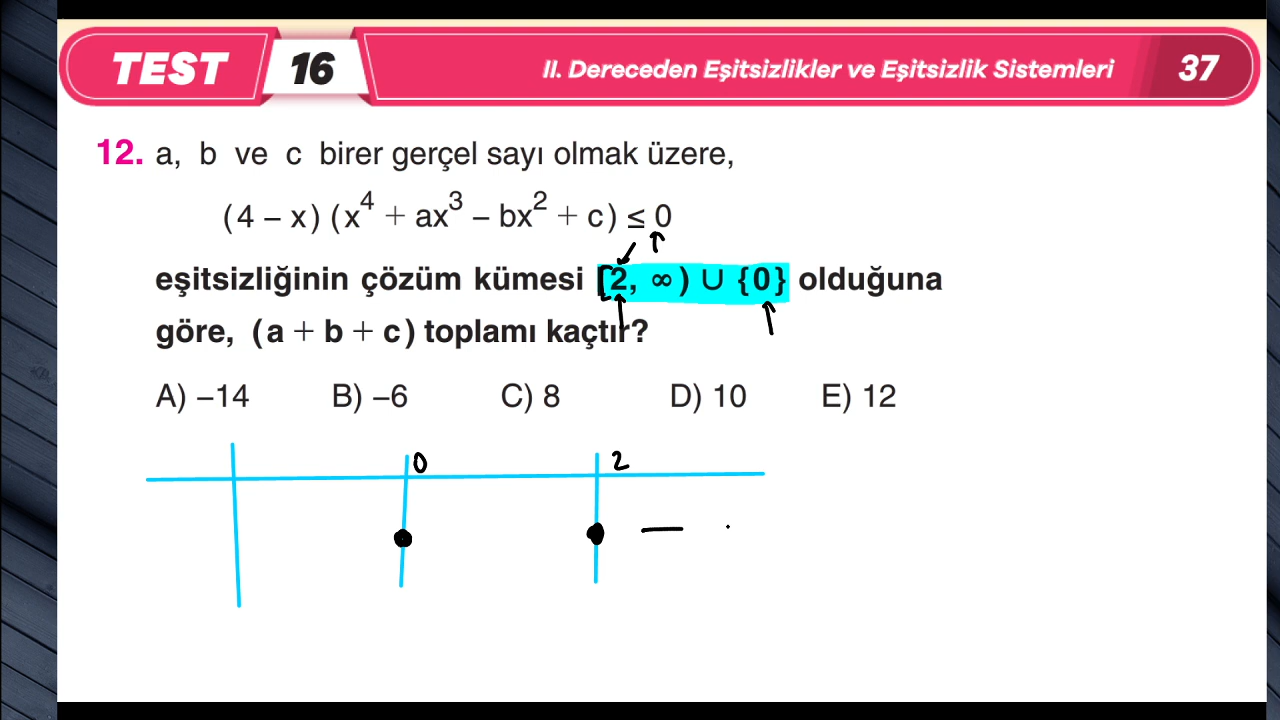 TEST 16 II. Dereceden Eşitsizlikler ve Eşitsizlik Sistemleri 37
12. a, b ve c birer gerçel sayı olmak üzere,
(4 – x) (x⁴ + ax³ – bx² + c) ≤ 0
eşitsizliğinin çözüm kümesi [2, ∞) ∪ {0} olduğuna
göre, (a + b + c) toplamı kaçtır?
A) –14 B) –6 C) 8 D) 10 E) 12
0 2
—